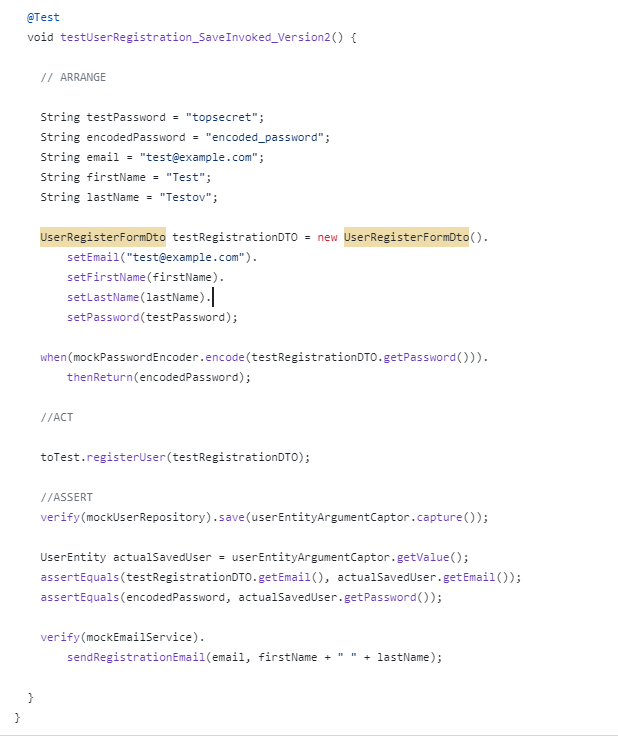 @Test
void testUserRegistration_SaveInvoked_Version2() {
// ARRANGE
String testPassword = "topsecret";
String encodedPassword = "encoded_password";
String email = "test@example.com";
String firstName = "Test";
String lastName = "Testov";
UserRegisterFormDto testRegistrationDTO = new UserRegisterFormDto().
setEmail("test@example.com").
setFirstName(firstName).
setLastName(lastName).
setPassword(testPassword);
when(mockPasswordEncoder.encode(testRegistrationDTO.getPassword())).
thenReturn(encodedPassword);
//ACT
toTest.registerUser(testRegistrationDTO);
//ASSERT
verify(mockUserRepository).save(userEntityArgumentCaptor.capture());
UserEntity actualSavedUser = userEntityArgumentCaptor.getValue();
assertEquals(testRegistrationDTO.getEmail(), actualSavedUser.getEmail());
assertEquals(encodedPassword, actualSavedUser.getPassword());
verify(mockEmailService).
sendRegistrationEmail(email, firstName + " " + lastName);
}
}